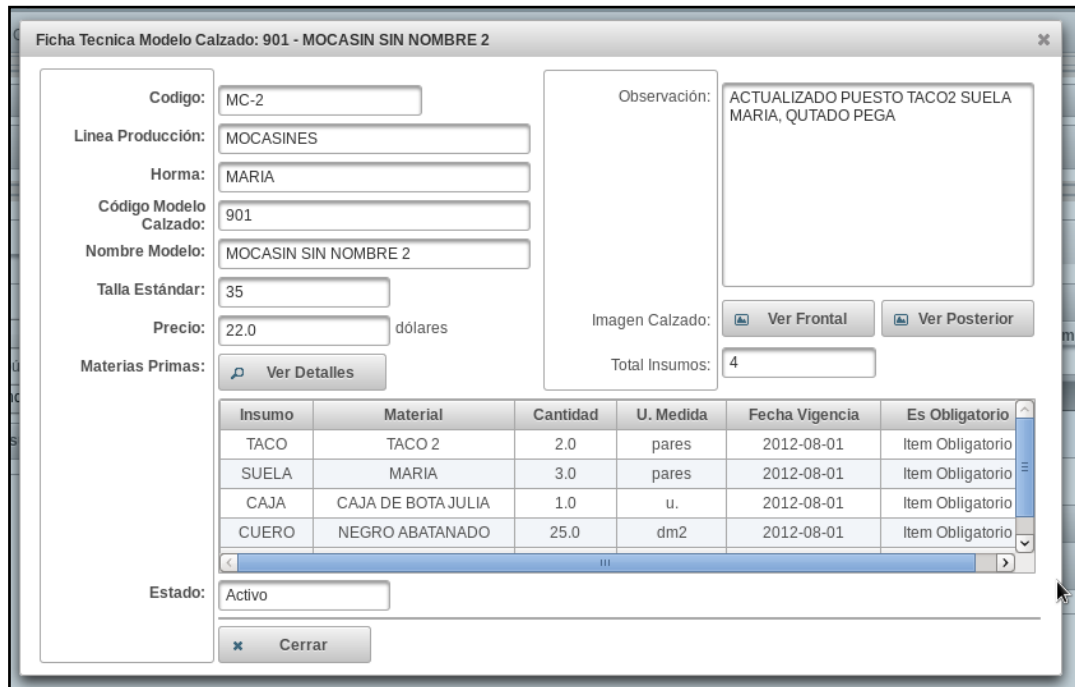 Ficha Tecnica Modelo Calzado: 901 - MOCASIN SIN NOMBRE 2
Codigo: MC-2
Linea Producción: MOCASINES
Horma: MARIA
Código Modelo
Calzado: 901
Nombre Modelo: MOCASIN SIN NOMBRE 2
Talla Estándar: 35
Precio: 22.0 dólares
Materias Primas: Ver Detalles
Observación: ACTUALIZADO PUESTO TACO2 SUELA
MARIA, QUTADO PEGA
Imagen Calzado: Ver Frontal Ver Posterior
Total Insumos: 4
Insumo Material Cantidad U. Medida Fecha Vigencia Es Obligatorio
TACO TACO 2 2.0 pares 2012-08-01 Item Obligatorio
SUELA MARIA 3.0 pares 2012-08-01 Item Obligatorio
CAJA CAJA DE BOTA JULIA 1.0 u. 2012-08-01 Item Obligatorio
CUERO NEGRO ABATANADO 25.0 dm2 2012-08-01 Item Obligatorio
Estado: Activo
Cerrar